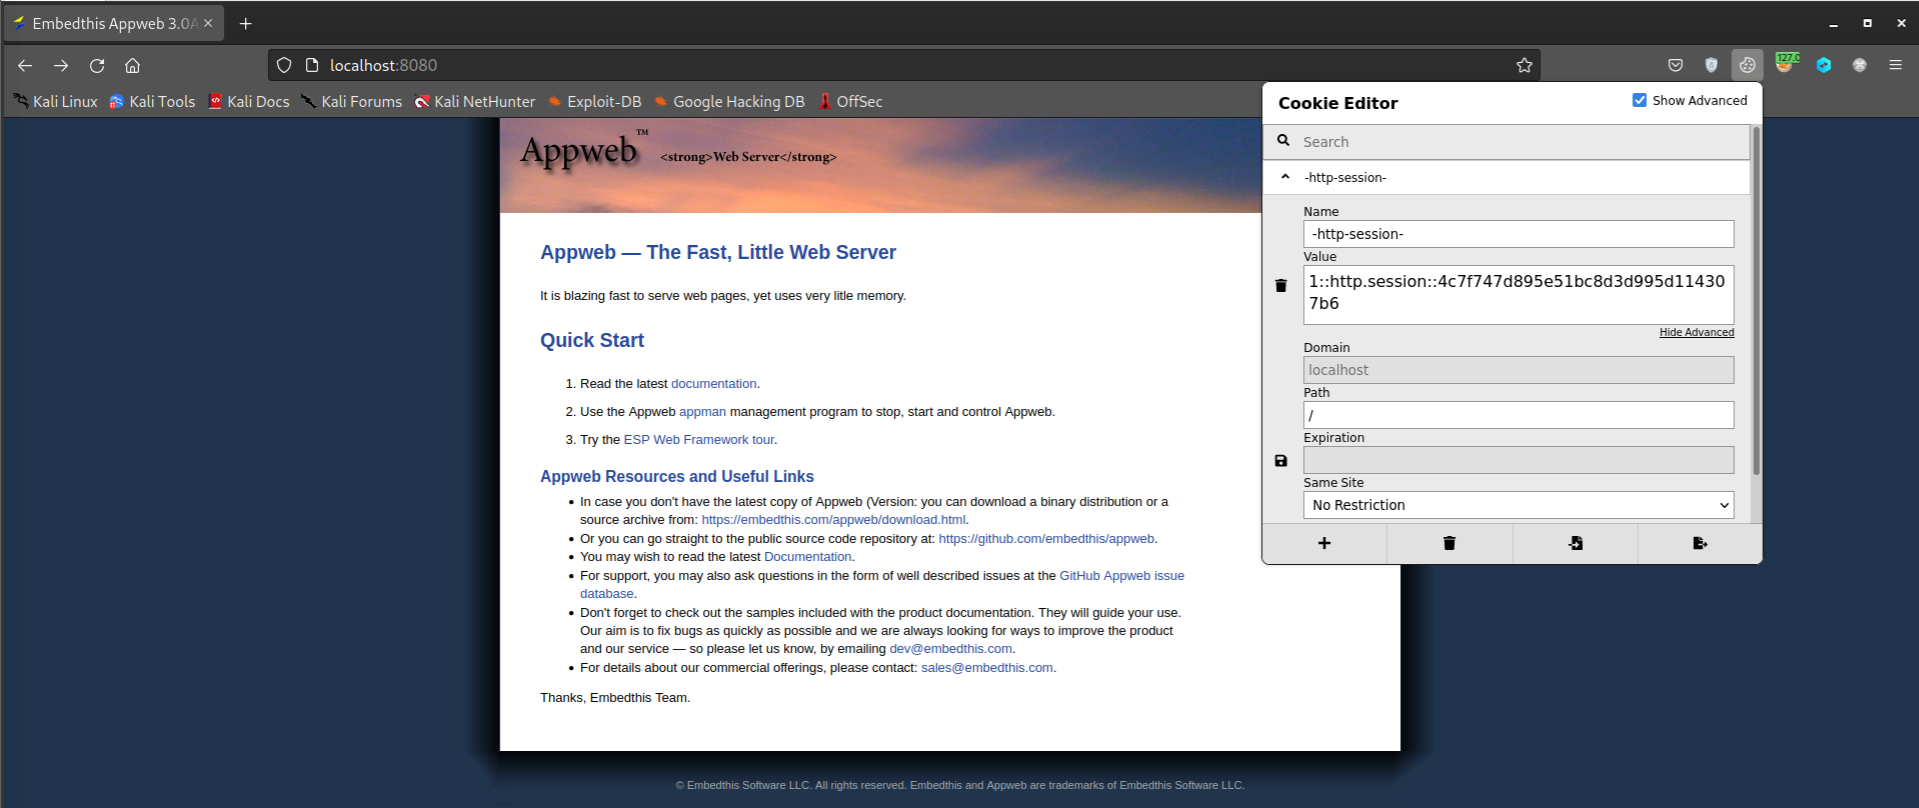 Embedthis Appweb 3.0A
localhost:8080
127.0
Kali Linux Kali Tools Kali Docs Kali Forums Kali NetHunter Exploit-DB Google Hacking DB OffSec
Appweb™ <strong>Web Server</strong>
Appweb — The Fast, Little Web Server
It is blazing fast to serve web pages, yet uses very litle memory.
Quick Start
1. Read the latest documentation.
2. Use the Appweb appman management program to stop, start and control Appweb.
3. Try the ESP Web Framework tour.
Appweb Resources and Useful Links
• In case you don't have the latest copy of Appweb (Version: you can download a binary distribution or a
source archive from: https://embedthis.com/appweb/download.html.
• Or you can go straight to the public source code repository at: https://github.com/embedthis/appweb.
• You may wish to read the latest Documentation.
• For support, you may also ask questions in the form of well described issues at the GitHub Appweb issue
database.
• Don't forget to check out the samples included with the product documentation. They will guide your use.
Our aim is to fix bugs as quickly as possible and we are always looking for ways to improve the product
and our service — so please let us know, by emailing dev@embedthis.com.
• For details about our commercial offerings, please contact: sales@embedthis.com.
Thanks, Embedthis Team.
© Embedthis Software LLC. All rights reserved. Embedthis and Appweb are trademarks of Embedthis Software LLC.
Cookie Editor
Show Advanced
Search
-http-session-
Name
-http-session-
Value
1::http.session::4c7f747d895e51bc8d3d995d11430
7b6
Hide Advanced
Domain
localhost
Path
/
Expiration
Same Site
No Restriction